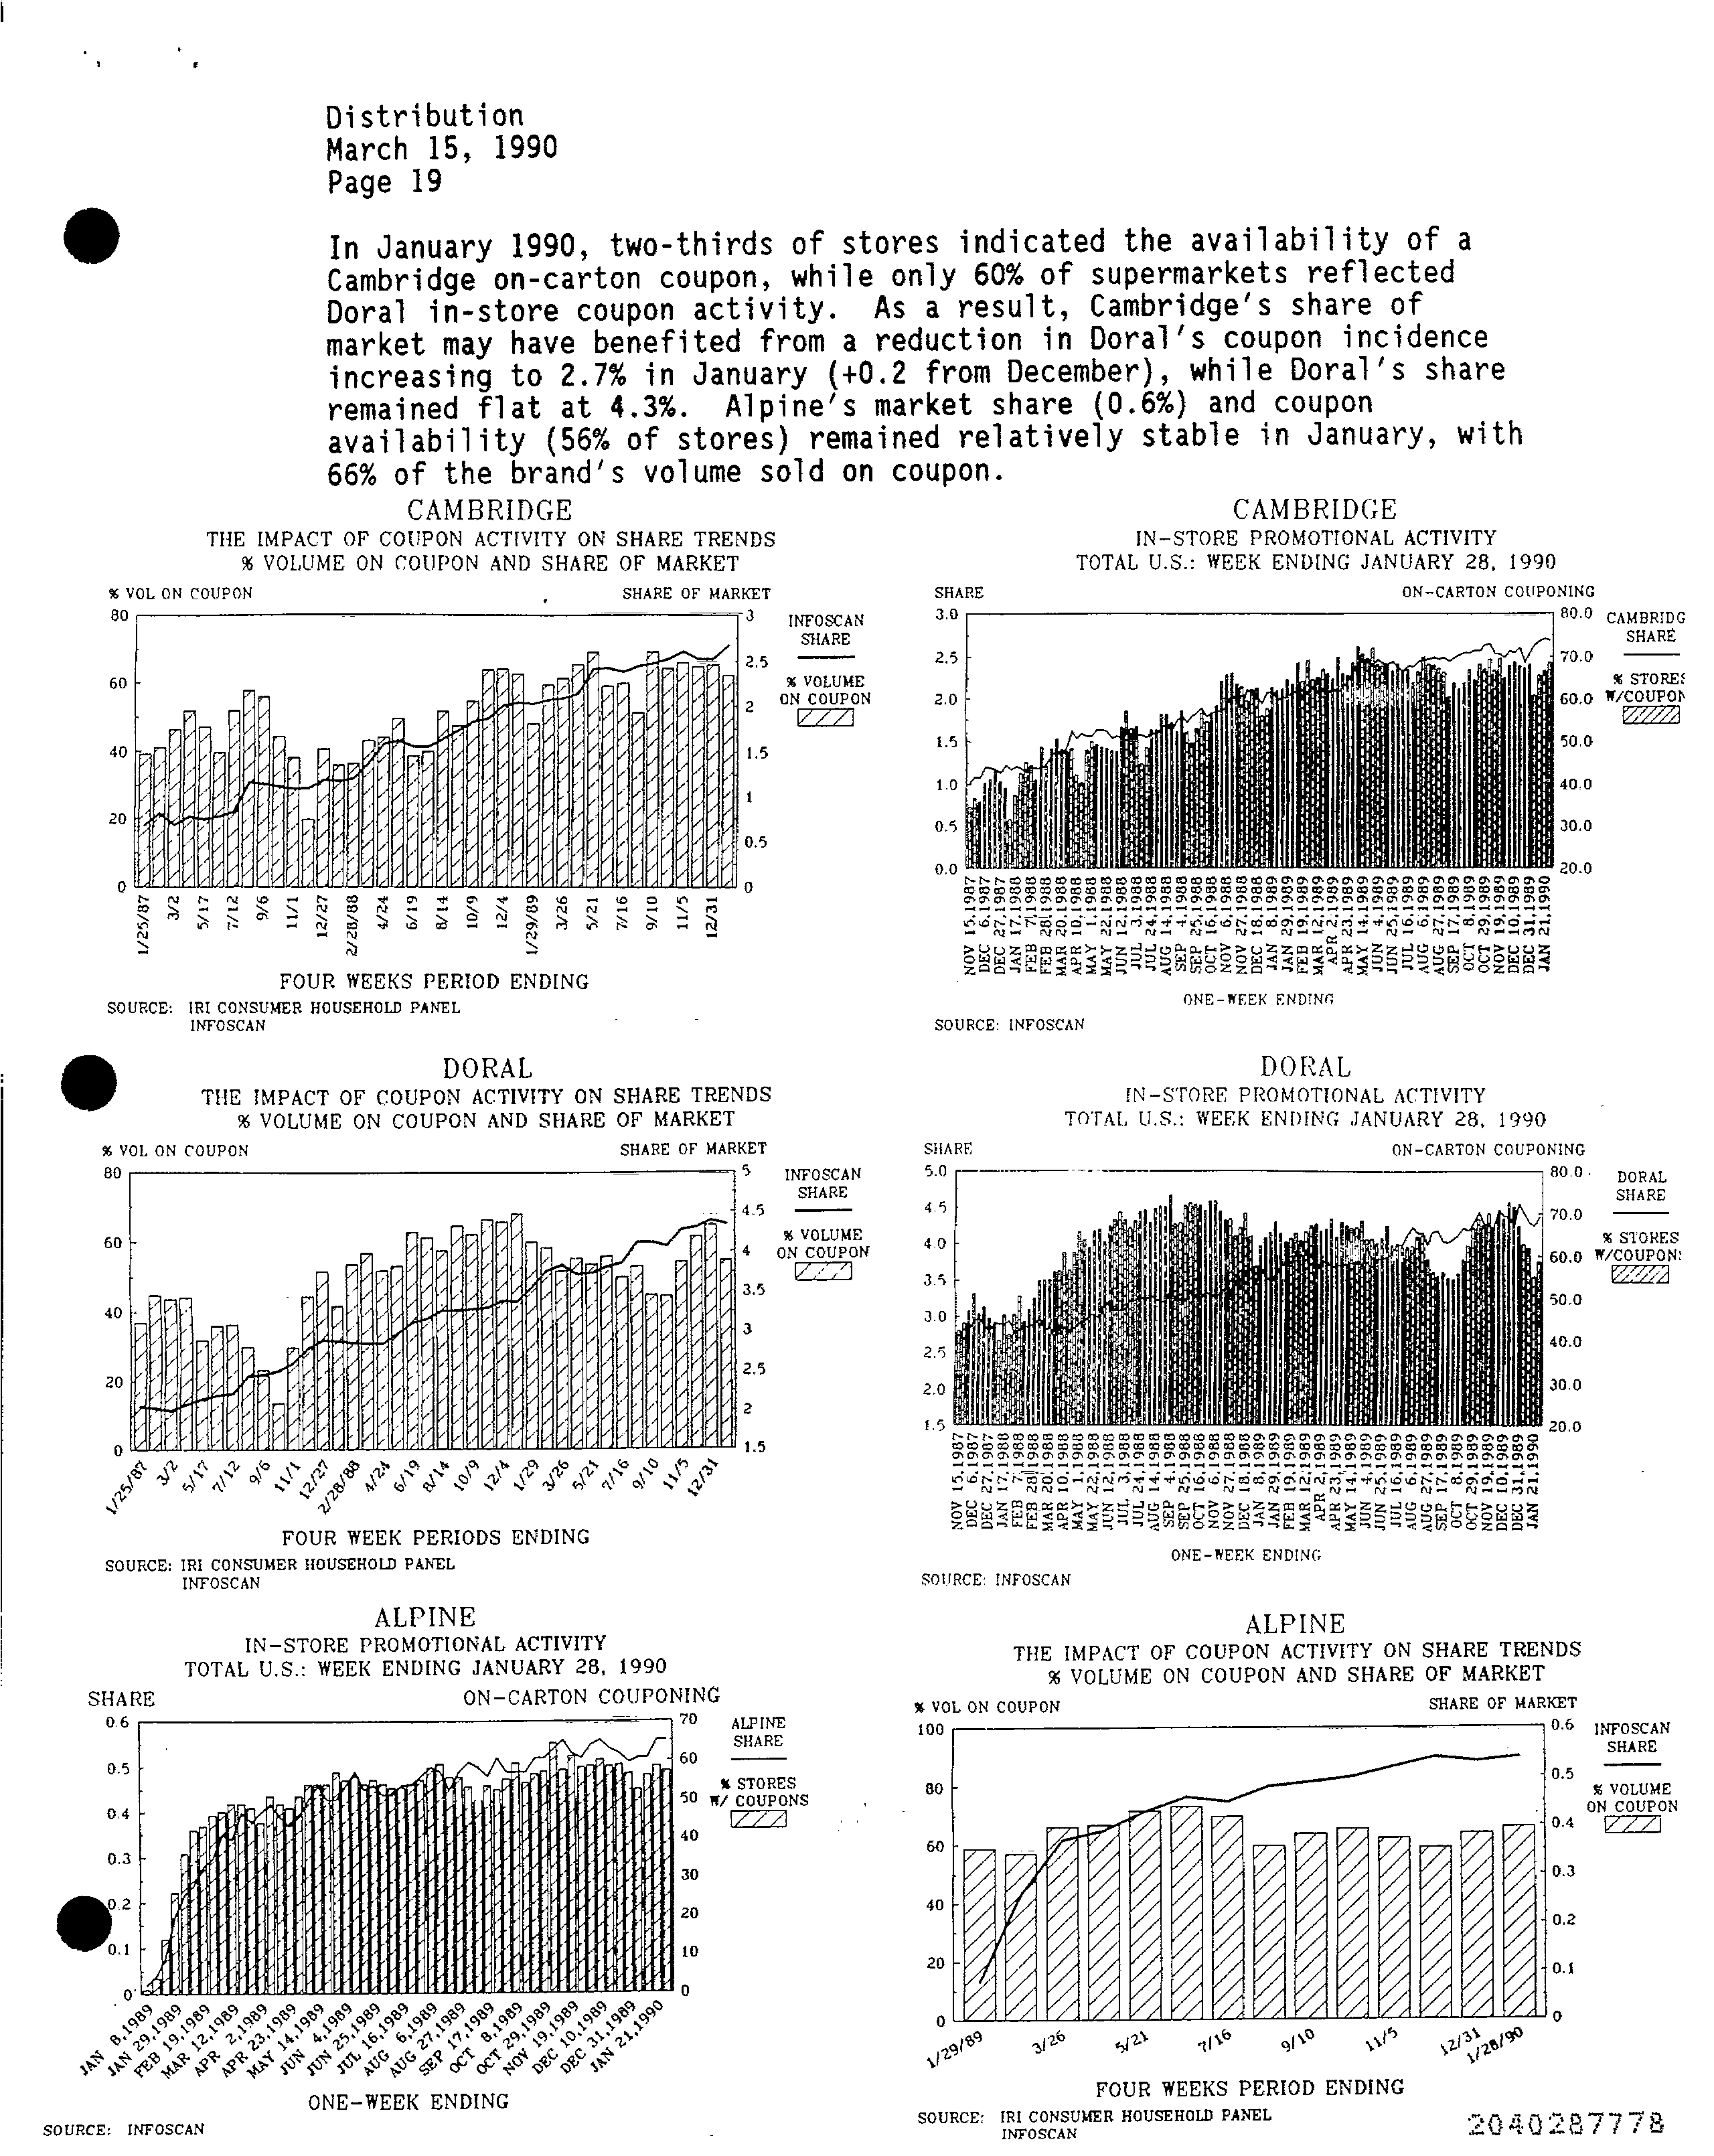 Distribution
March 15, 1990
Page 19
In January 1990, two-thirds of stores indicated the availability of a
Cambridge on-carton coupon, while only 60% of supermarkets reflected
Doral in-store coupon activity. As a result, Cambridge's share of
market may have benefited from a reduction in Doral's coupon incidence
increasing to 2.7% in January (+0.2 from December), while Doral's share
remained flat at 4.3%. Alpine's market share (0.6%) and coupon
availability (56% of stores) remained relatively stable in January, with
66% of the brand's volume sold on coupon.
CAMBRIDGE
THE IMPACT OF COUPON ACTIVITY ON SHARE TRENDS
% VOLUME ON COUPON AND SHARE OF MARKET
% VOL ON COUPON SHARE OF MARKET
80 60 40 20 0
3 2.5 2 1.5 1 0.5 0
INFOSCAN
SHARE
% VOLUME
ON COUPON
1/25/87 3/2 5/17 7/12 9/6 11/1 12/27 2/28/88 4/24 6/19 8/14 10/9 12/4 1/29/89 3/26 5/21 7/16 9/10 11/5 12/31
FOUR WEEKS PERIOD ENDING
SOURCE: IRI CONSUMER HOUSEHOLD PANEL
INFOSCAN
CAMBRIDGE
IN-STORE PROMOTIONAL ACTIVITY
TOTAL U.S.: WEEK ENDING JANUARY 28, 1990
SHARE ON-CARTON COUPONING
3.0 2.5 2.0 1.5 1.0 0.5 0.0
80.0 70.0 60.0 50.0 40.0 30.0 20.0
CAMBRIDG
SHARE
% STORES
W/COUPON
NOV 15,1987 DEC 6,1987 DEC 27,1987 JAN 17,1988 FEB 7,1988 FEB 28,1988 MAR 20,1988 APR 10,1988 MAY 1,1988 MAY 22,1988 JUN 12,1988 JUL 3,1988 JUL 24,1988 AUG 14,1988 SEP 4,1988 SEP 25,1988 OCT 16,1988 NOV 6,1988 NOV 27,1988 DEC 18,1988 JAN 8,1989 JAN 29,1989 FEB 19,1989 MAR 12,1989 APR 2,1989 APR 23,1989 MAY 14,1989 JUN 4,1989 JUN 25,1989 JUL 16,1989 AUG 6,1989 AUG 27,1989 SEP 17,1989 OCT 8,1989 OCT 29,1989 NOV 19,1989 DEC 10,1989 DEC 31,1989 JAN 21,1990
ONE-WEEK ENDING
SOURCE: INFOSCAN
DORAL
THE IMPACT OF COUPON ACTIVITY ON SHARE TRENDS
% VOLUME ON COUPON AND SHARE OF MARKET
% VOL ON COUPON SHARE OF MARKET
80 60 40 20 0
5 4.5 4 3.5 3 2.5 2 1.5
INFOSCAN
SHARE
% VOLUME
ON COUPON
1/25/87 3/2 5/17 7/12 9/6 11/1 12/27 2/28/88 4/24 6/19 8/14 10/9 12/4 1/29 3/26 5/21 7/16 9/10 11/5 12/31
FOUR WEEK PERIODS ENDING
SOURCE: IRI CONSUMER HOUSEHOLD PANEL
INFOSCAN
DORAL
IN-STORE PROMOTIONAL ACTIVITY
TOTAL U.S.: WEEK ENDING JANUARY 28, 1990
SHARE ON-CARTON COUPONING
5.0 4.5 4.0 3.5 3.0 2.5 2.0 1.5
80.0 70.0 60.0 50.0 40.0 30.0 20.0
DORAL
SHARE
% STORES
W/COUPONS
NOV 15,1987 DEC 6,1987 DEC 27,1987 JAN 17,1988 FEB 7,1988 FEB 28,1988 MAR 20,1988 APR 10,1988 MAY 1,1988 MAY 22,1988 JUN 12,1988 JUL 3,1988 JUL 24,1988 AUG 14,1988 SEP 4,1988 SEP 25,1988 OCT 16,1988 NOV 6,1988 NOV 27,1988 DEC 18,1988 JAN 8,1989 JAN 29,1989 FEB 19,1989 MAR 12,1989 APR 2,1989 APR 23,1989 MAY 14,1989 JUN 4,1989 JUN 25,1989 JUL 16,1989 AUG 6,1989 AUG 27,1989 SEP 17,1989 OCT 8,1989 OCT 29,1989 NOV 19,1989 DEC 10,1989 DEC 31,1989 JAN 21,1990
ONE-WEEK ENDING
SOURCE: INFOSCAN
ALPINE
IN-STORE PROMOTIONAL ACTIVITY
TOTAL U.S.: WEEK ENDING JANUARY 28, 1990
SHARE ON-CARTON COUPONING
0.6 0.5 0.4 0.3 0.2 0.1 0
70 60 50 40 30 20 10 0
ALPINE
SHARE
% STORES
W/ COUPONS
JAN 8,1989 JAN 29,1989 FEB 19,1989 MAR 12,1989 APR 2,1989 APR 23,1989 MAY 14,1989 JUN 4,1989 JUN 25,1989 JUL 16,1989 AUG 6,1989 AUG 27,1989 SEP 17,1989 OCT 8,1989 OCT 29,1989 NOV 19,1989 DEC 10,1989 DEC 31,1989 JAN 21,1990
ONE-WEEK ENDING
SOURCE: INFOSCAN
ALPINE
THE IMPACT OF COUPON ACTIVITY ON SHARE TRENDS
% VOLUME ON COUPON AND SHARE OF MARKET
% VOL ON COUPON SHARE OF MARKET
100 80 60 40 20 0
0.6 0.5 0.4 0.3 0.2 0.1 0
INFOSCAN
SHARE
% VOLUME
ON COUPON
1/29/89 3/26 5/21 7/16 9/10 11/5 12/31 1/28/90
FOUR WEEKS PERIOD ENDING
SOURCE: IRI CONSUMER HOUSEHOLD PANEL
INFOSCAN
2040287778